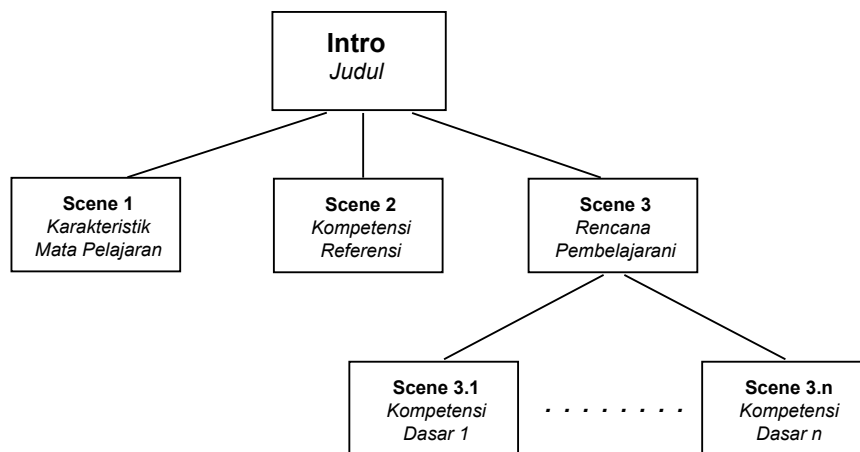 Intro
Judul
Scene 1
Karakteristik
Mata Pelajaran
Scene 2
Kompetensi
Referensi
Scene 3
Rencana
Pembelajarani
Scene 3.1
Kompetensi
Dasar 1
. . . . . . . .
Scene 3.n
Kompetensi
Dasar n